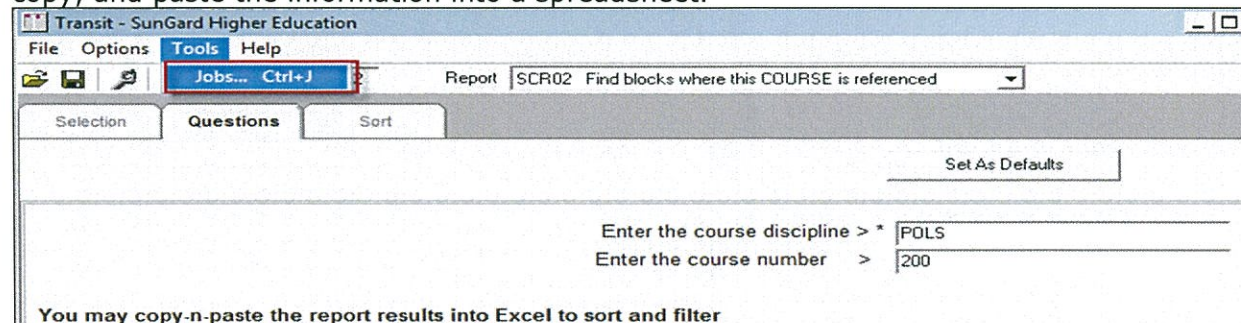 copy, and paste the information into a spreadsheet.
Transit - SunGard Higher Education
File Options Tools Help
Jobs... Ctrl+J Report SCR02 Find blocks where this COURSE is referenced
Selection Questions Sort
Set As Defaults
Enter the course discipline > * POLS
Enter the course number > 200
You may copy-n-paste the report results into Excel to sort and filter